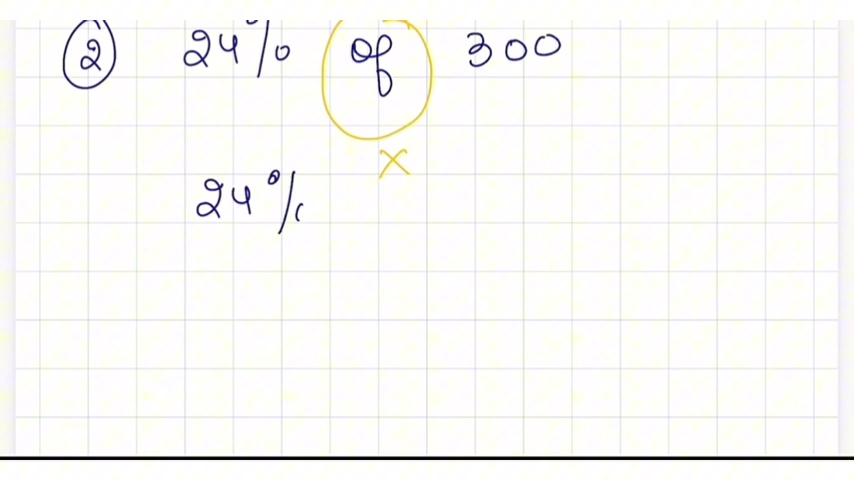 ② 24% of 300
×
24%